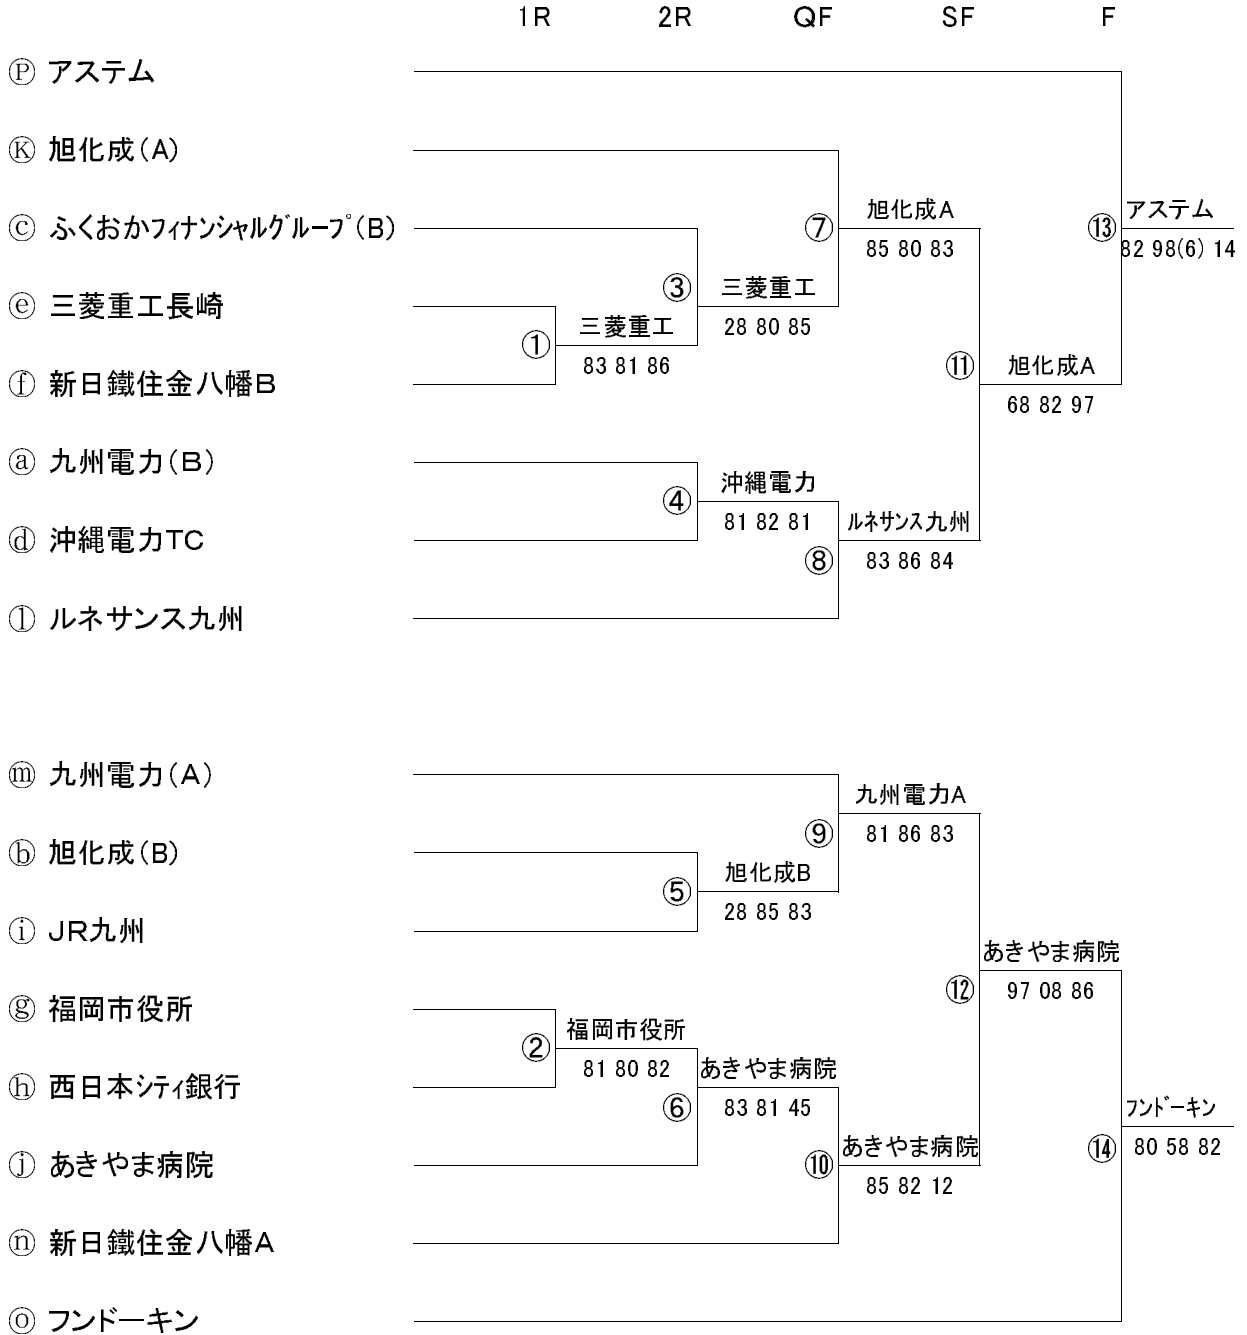 1R 2R QF SF F
Ⓟ アステム
Ⓚ 旭化成(A)
旭化成A
⑬ アステム
ⓒ ふくおかフィナンシャルグループ(B)
⑦
85 80 83
82 98(6) 14
③ 三菱重工
ⓔ 三菱重工長崎
三菱重工
28 80 85
①
83 81 86
⑪ 旭化成A
ⓕ 新日鐵住金八幡B
68 82 97
ⓐ 九州電力(B)
沖縄電力
④
81 82 81
ルネサンス九州
ⓓ 沖縄電力TC
⑧
83 86 84
ⓛ ルネサンス九州
ⓜ 九州電力(A)
九州電力A
⑨
81 86 83
ⓑ 旭化成(B)
旭化成B
⑤
28 85 83
ⓘ JR九州
あきやま病院
⑫
97 08 86
ⓖ 福岡市役所
福岡市役所
②
81 80 82
あきやま病院
ⓗ 西日本シティ銀行
⑥
83 81 45
フンドーキン
あきやま病院
⑭
80 58 82
ⓙ あきやま病院
⑩
85 82 12
ⓝ 新日鐵住金八幡A
ⓞ フンドーキン